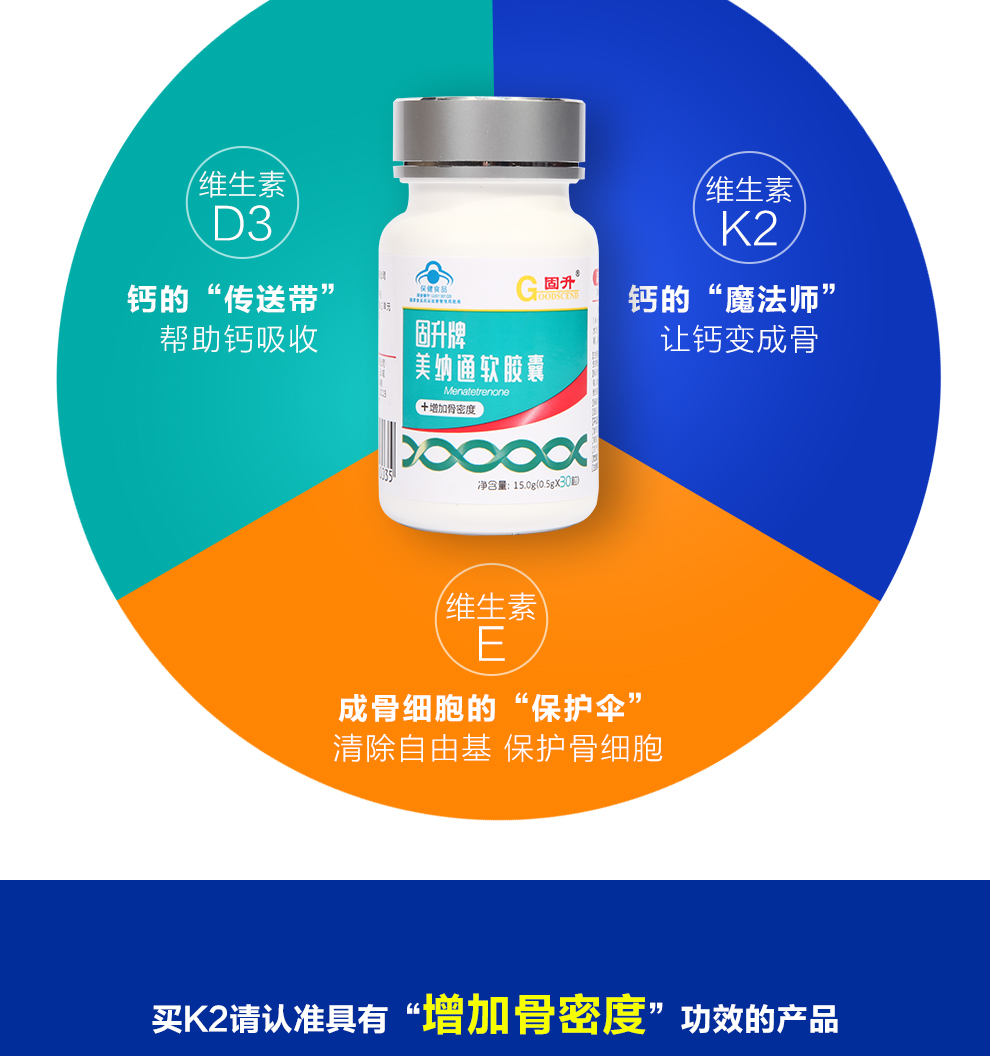 维生素
D3
钙的“传送带”
帮助钙吸收
维生素
K2
钙的“魔法师”
让钙变成骨
保健食品
G固升®
GOODSCEND
固升牌
美纳通软胶囊
Menatetrenone
+增加骨密度
净含量: 15.0g(0.5gX30粒)
维生素
E
成骨细胞的“保护伞”
清除自由基 保护骨细胞
买K2请认准具有“增加骨密度”功效的产品